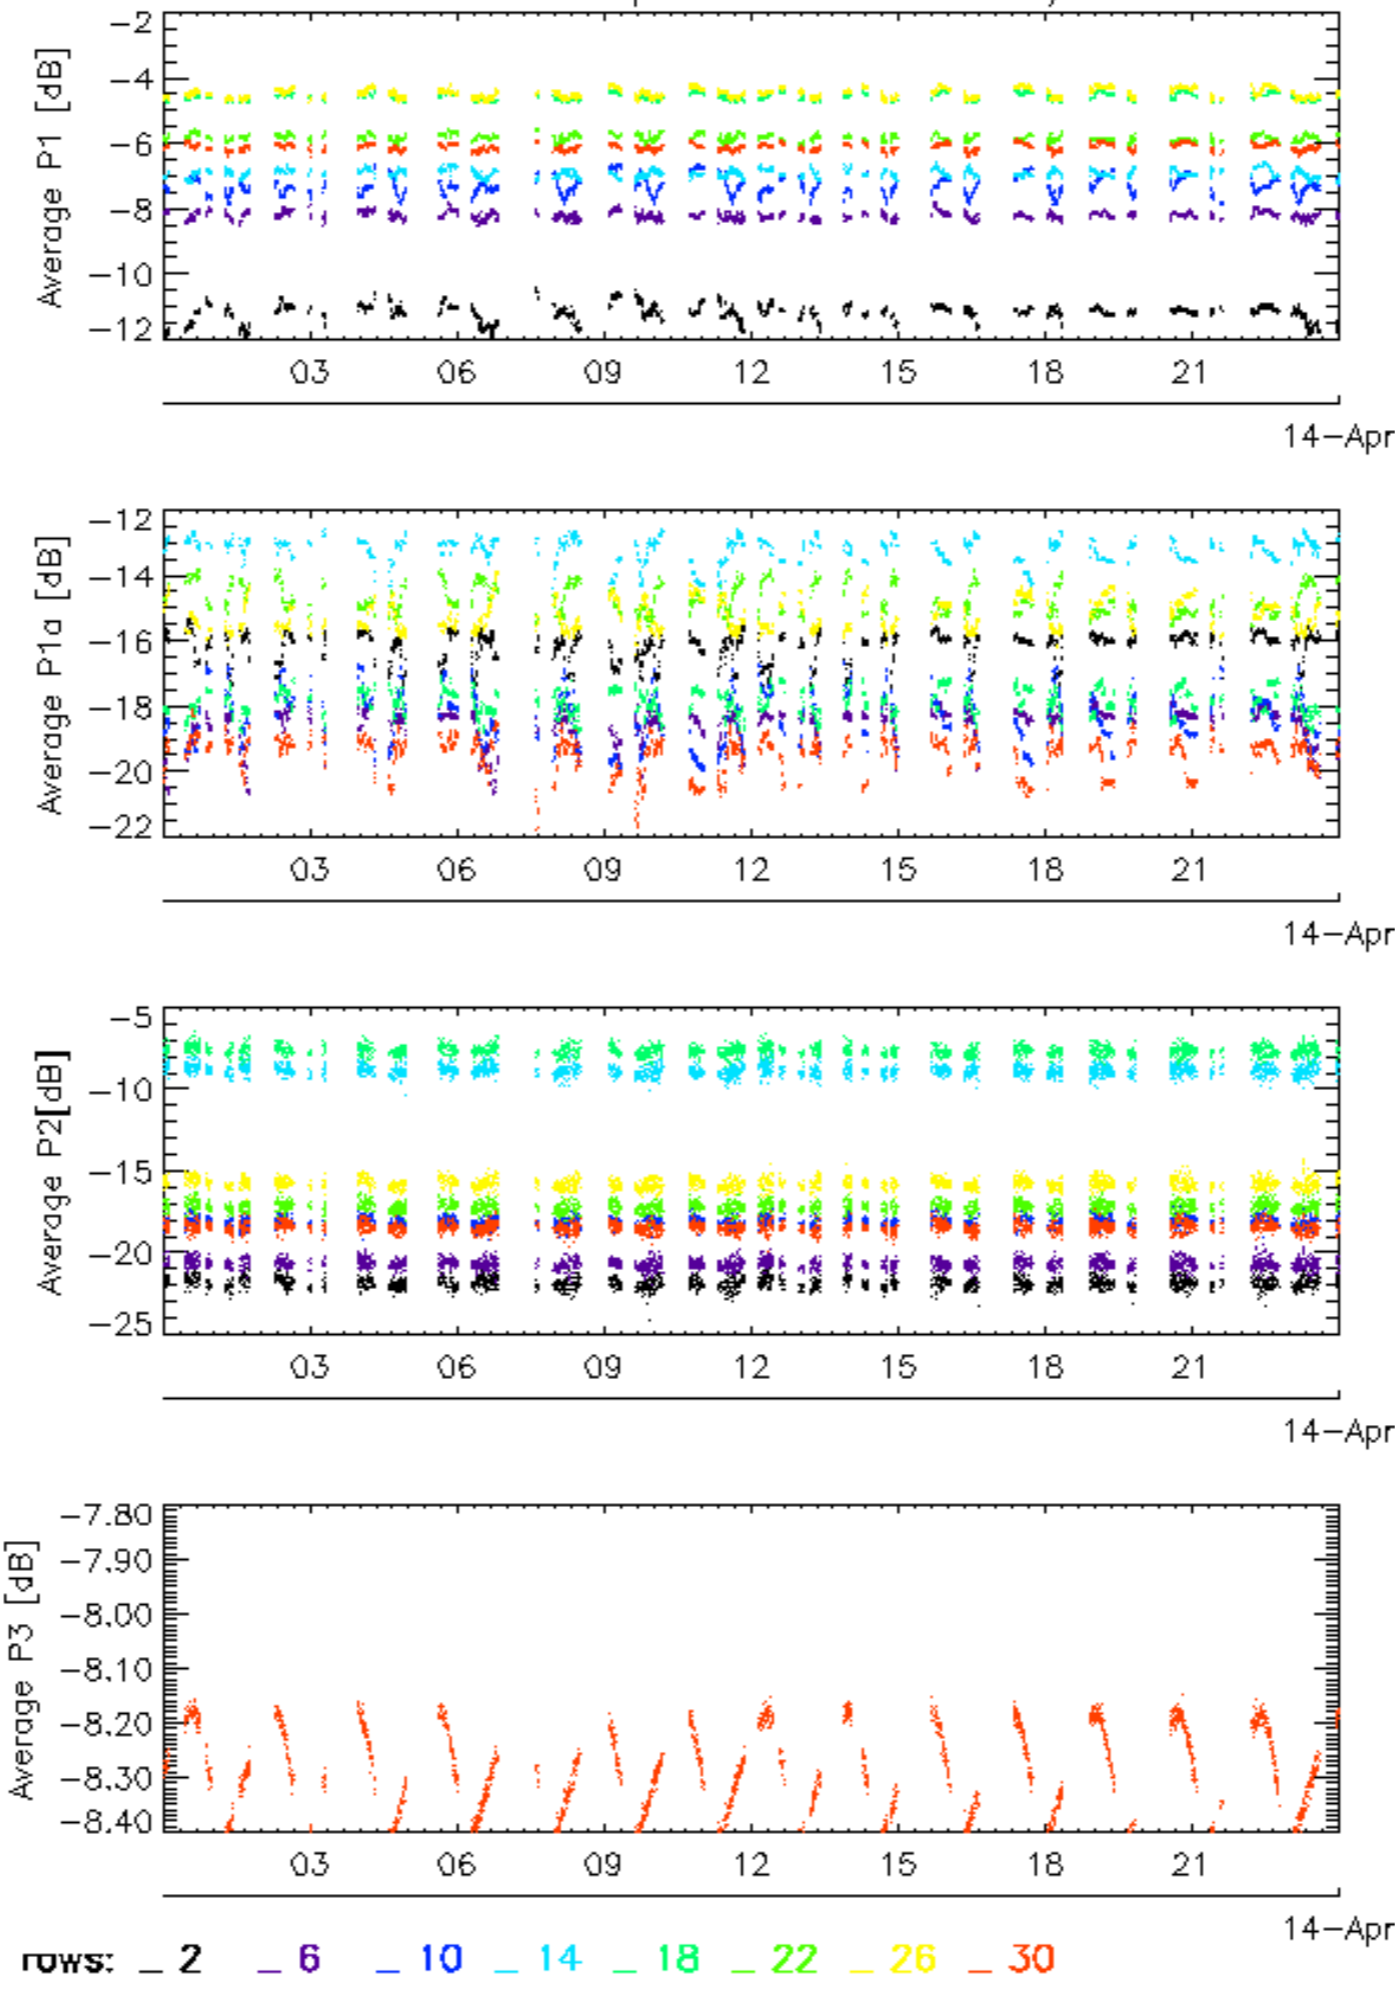 Average P1 [dB]
−2
−4
−6
−8
−10
−12
03 06 09 12 15 18 21
14−Apr
Average P1a [dB]
−12
−14
−16
−18
−20
−22
03 06 09 12 15 18 21
14−Apr
Average P2[dB]
−5
−10
−15
−20
−25
03 06 09 12 15 18 21
14−Apr
Average P3 [dB]
−7.80
−7.90
−8.00
−8.10
−8.20
−8.30
−8.40
03 06 09 12 15 18 21
14−Apr
rows: _ 2 _ 6 _ 10 _ 14 _ 18 _ 22 _ 26 _ 30